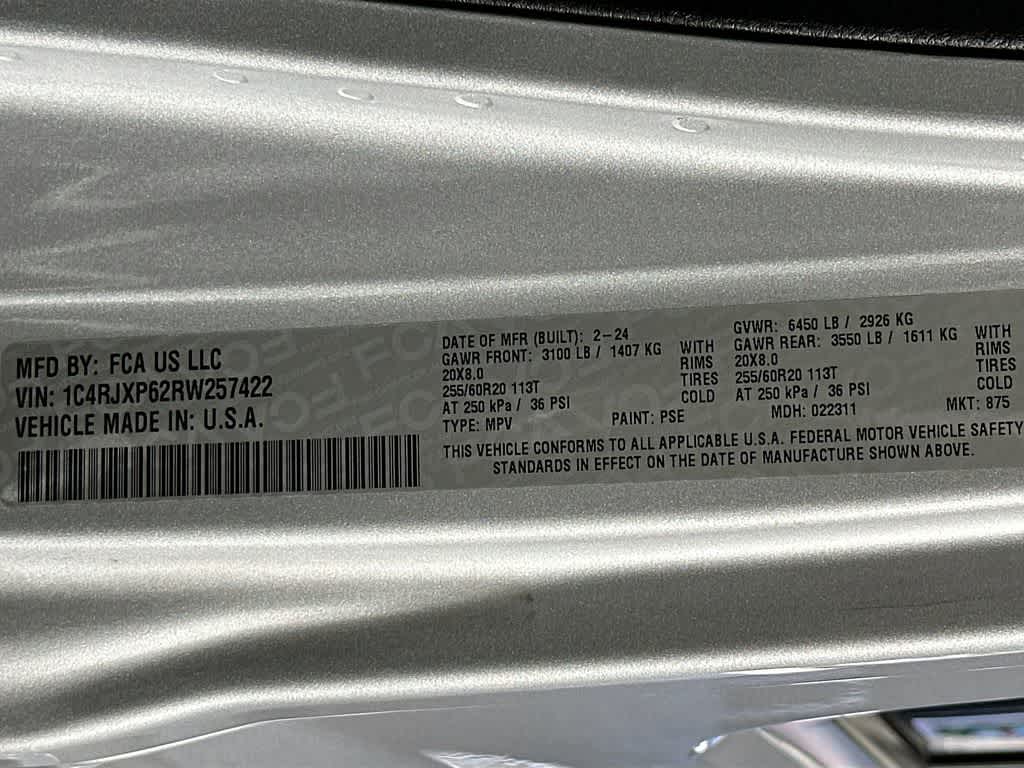 MFD BY: FCA US LLC
VIN: 1C4RJXP62RW257422
VEHICLE MADE IN: U.S.A.
DATE OF MFR (BUILT): 2-24
GAWR FRONT: 3100 LB / 1407 KG WITH
20X8.0 RIMS
255/60R20 113T TIRES
AT 250 kPa / 36 PSI COLD
TYPE: MPV PAINT: PSE
GVWR: 6450 LB / 2926 KG
GAWR REAR: 3550 LB / 1611 KG WITH
20X8.0 RIMS
255/60R20 113T TIRES
AT 250 kPa / 36 PSI COLD
MDH: 022311 MKT: 875
THIS VEHICLE CONFORMS TO ALL APPLICABLE U.S.A. FEDERAL MOTOR VEHICLE SAFETY
STANDARDS IN EFFECT ON THE DATE OF MANUFACTURE SHOWN ABOVE.